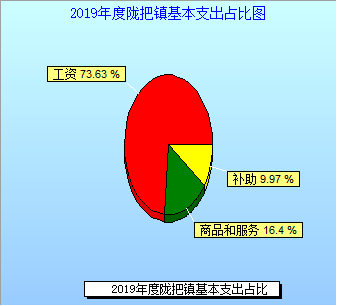 2019年度陇把镇基本支出占比图
工资 73.63 %
补助 9.97 %
商品和服务 16.4 %
2019年度陇把镇基本支出占比